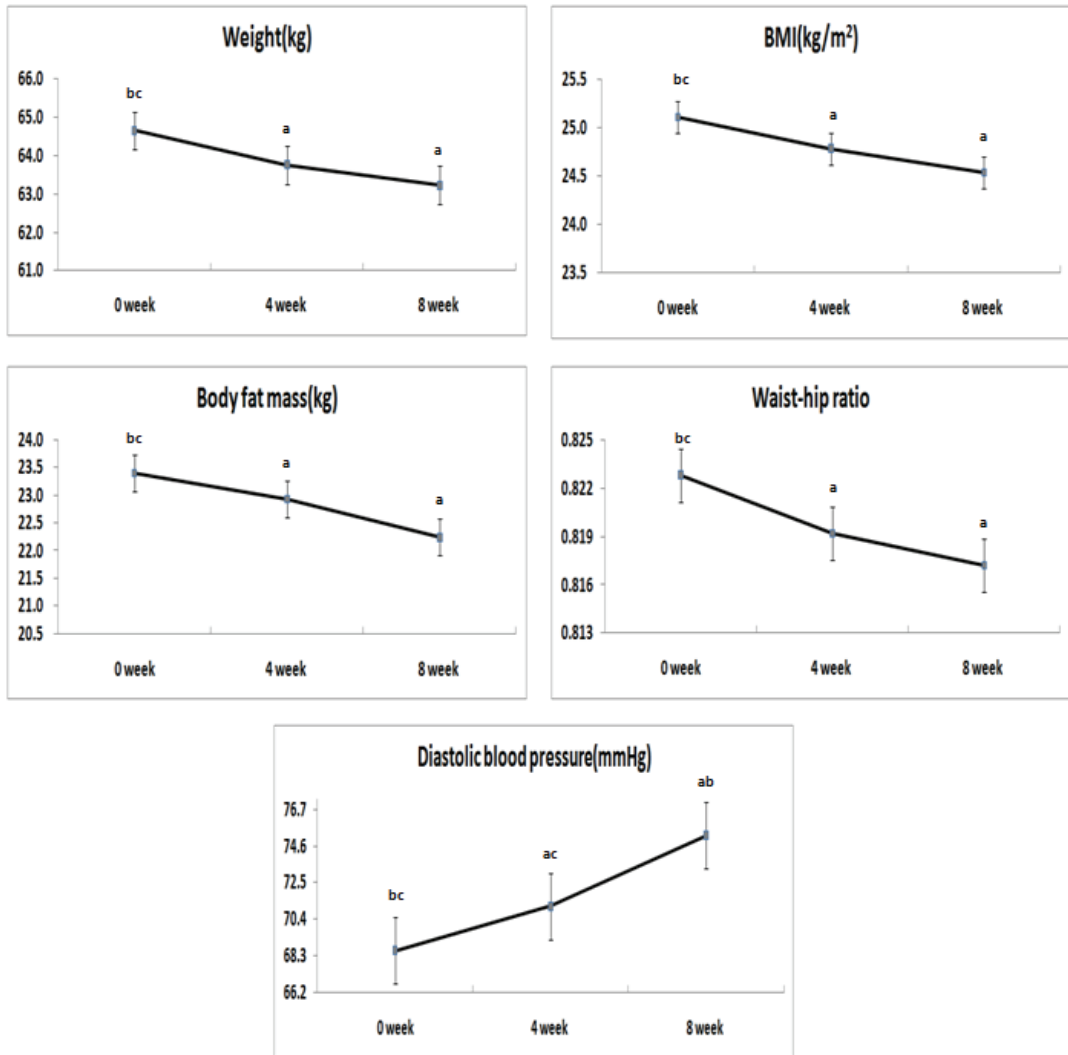 Weight(kg)
66.0
65.0
64.0
63.0
62.0
61.0
bc
a
a
0 week
4 week
8 week
BMI(kg/m²)
25.5
25.0
24.5
24.0
23.5
bc
a
a
0 week
4 week
8 week
Body fat mass(kg)
24.0
23.5
23.0
22.5
22.0
21.5
21.0
20.5
bc
a
a
0 week
4 week
8 week
Waist-hip ratio
0.825
0.822
0.819
0.816
0.813
bc
a
a
0 week
4 week
8 week
Diastolic blood pressure(mmHg)
76.7
74.6
72.5
70.4
68.3
66.2
bc
ac
ab
0 week
4 week
8 week